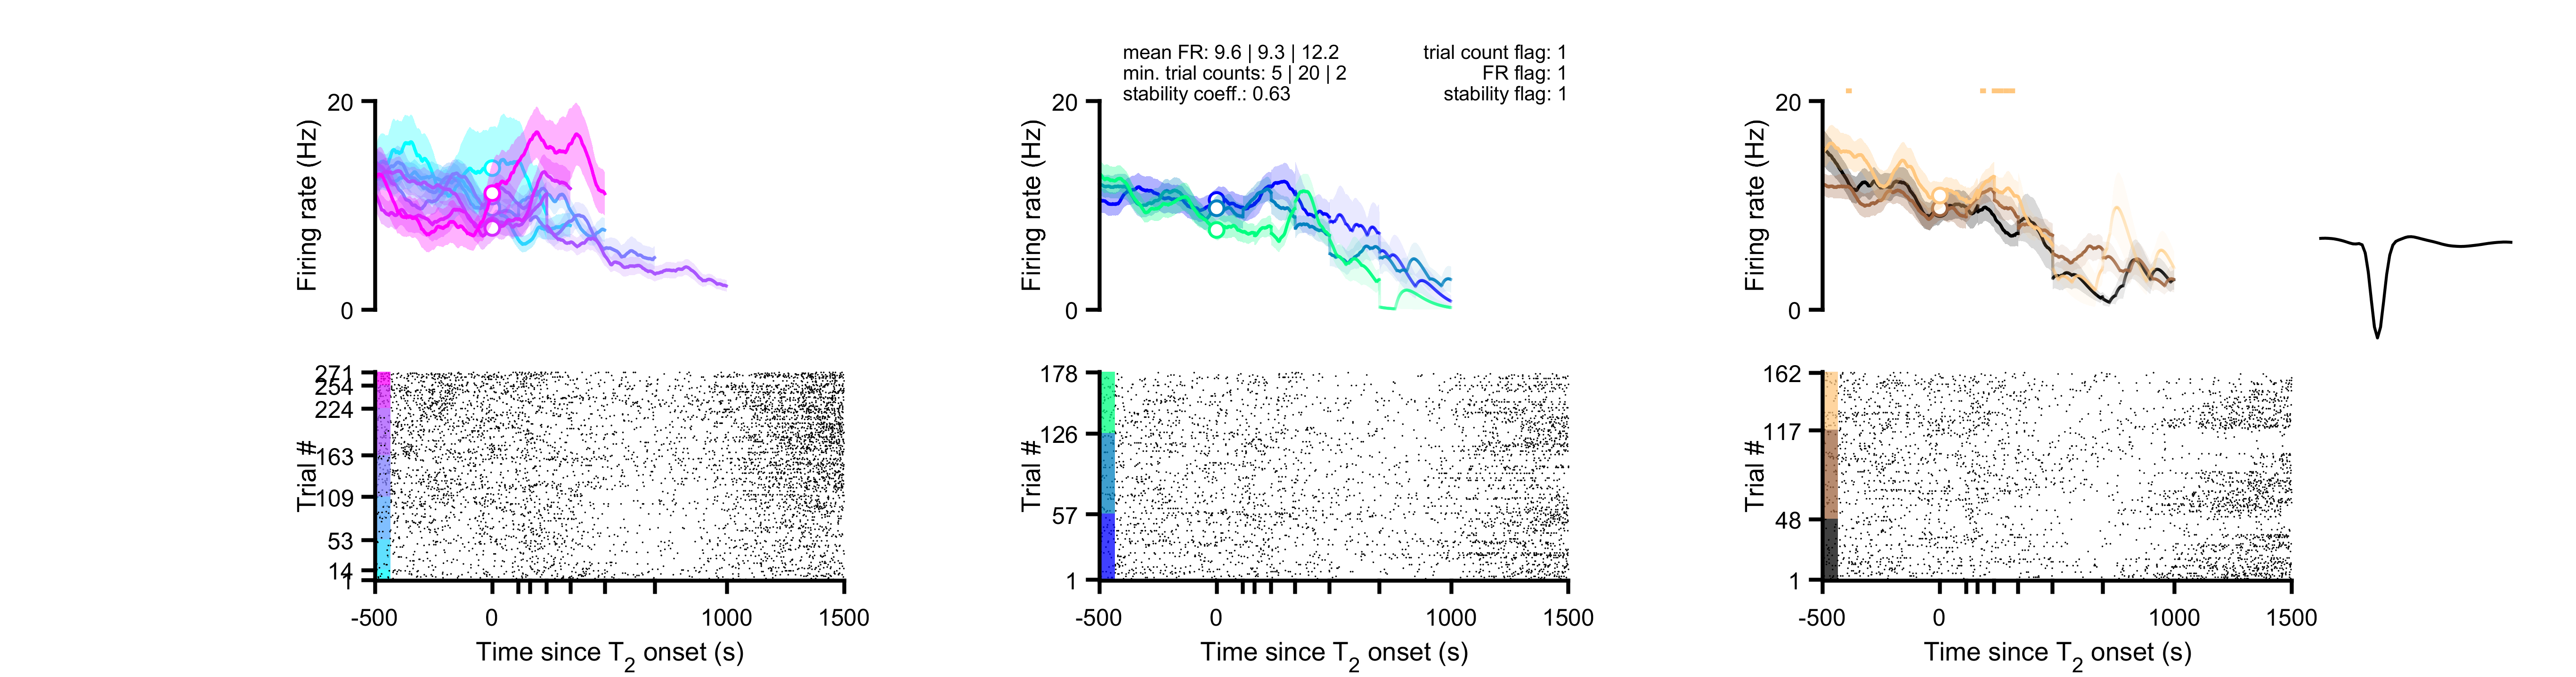 mean FR: 9.6 | 9.3 | 12.2
min. trial counts: 5 | 20 | 2
stability coeff.: 0.63
trial count flag: 1
FR flag: 1
stability flag: 1
20
Firing rate (Hz)
0
20
Firing rate (Hz)
0
20
Firing rate (Hz)
0
271
254
224
163
109
53
14
1
Trial #
-500 0 1000 1500
Time since T2 onset (s)
178
126
57
1
Trial #
-500 0 1000 1500
Time since T2 onset (s)
162
117
48
1
Trial #
-500 0 1000 1500
Time since T2 onset (s)